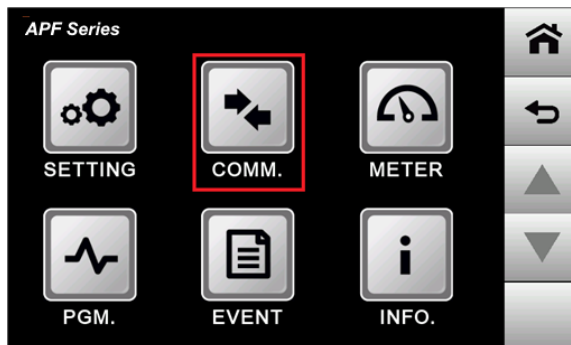 APF Series
SETTING COMM. METER
PGM. EVENT INFO.